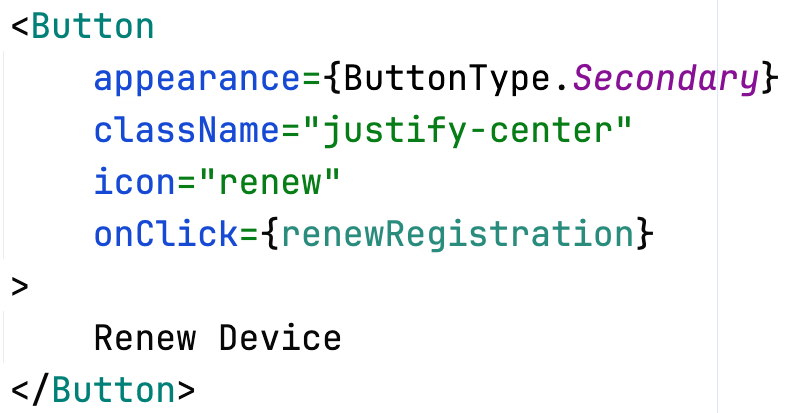 <Button
    appearance={ButtonType.Secondary}
    className="justify-center"
    icon="renew"
    onClick={renewRegistration}
>
    Renew Device
</Button>